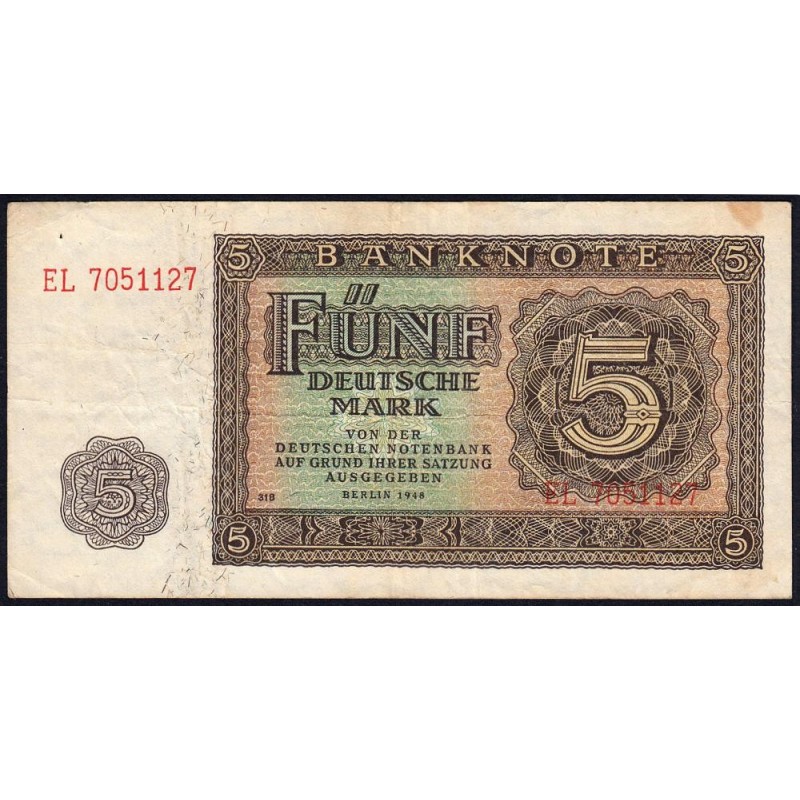 5 BANKNOTE 5
EL 7051127
FÜNF
DEUTSCHE
MARK
5
VON DER
DEUTSCHEN NOTENBANK
AUF GRUND IHRER SATZUNG
AUSGEGEBEN
5
EL 7051127
31B
BERLIN 1948
5
5